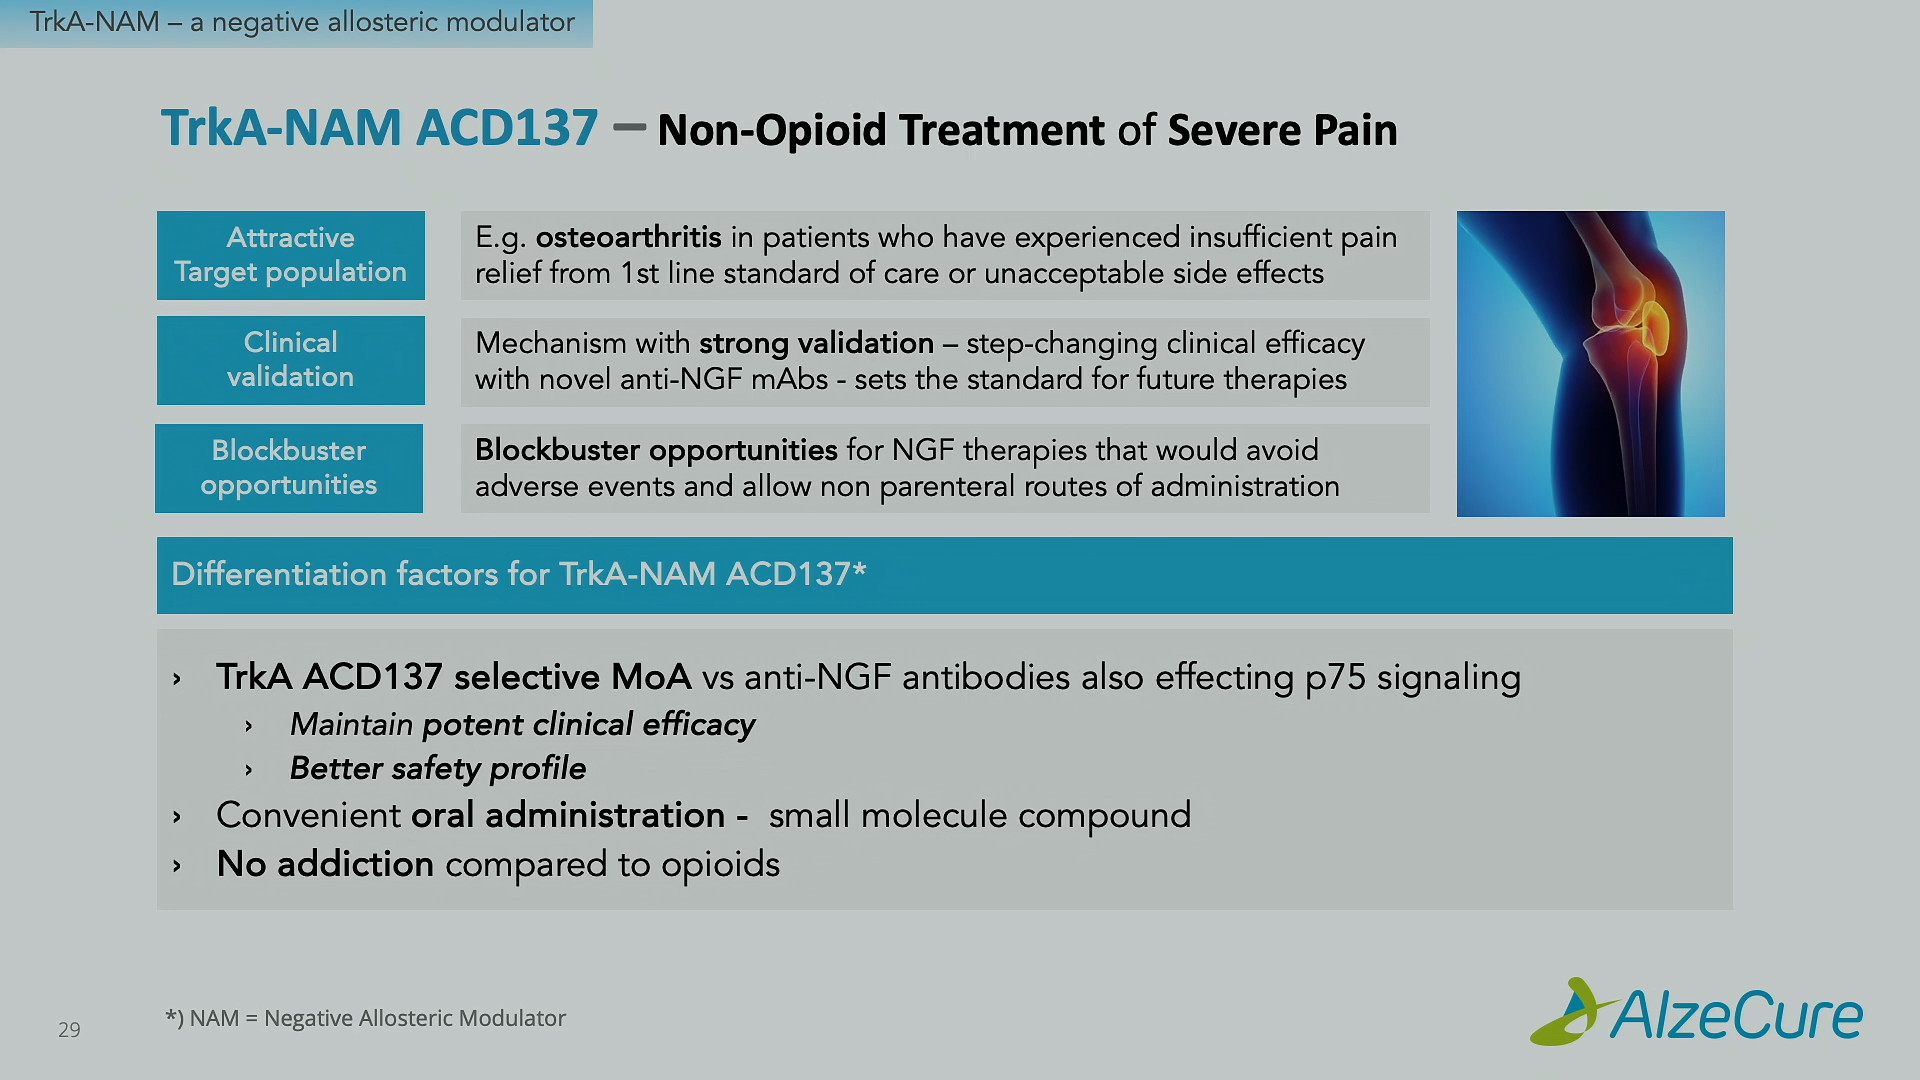 TrkA-NAM – a negative allosteric modulator
TrkA-NAM ACD137 – Non-Opioid Treatment of Severe Pain
Attractive
Target population
E.g. osteoarthritis in patients who have experienced insufficient pain
relief from 1st line standard of care or unacceptable side effects
Clinical
validation
Mechanism with strong validation – step-changing clinical efficacy
with novel anti-NGF mAbs - sets the standard for future therapies
Blockbuster
opportunities
Blockbuster opportunities for NGF therapies that would avoid
adverse events and allow non parenteral routes of administration
Differentiation factors for TrkA-NAM ACD137*
› TrkA ACD137 selective MoA vs anti-NGF antibodies also effecting p75 signaling
› Maintain potent clinical efficacy
› Better safety profile
› Convenient oral administration - small molecule compound
› No addiction compared to opioids
*) NAM = Negative Allosteric Modulator
29
AlzeCure